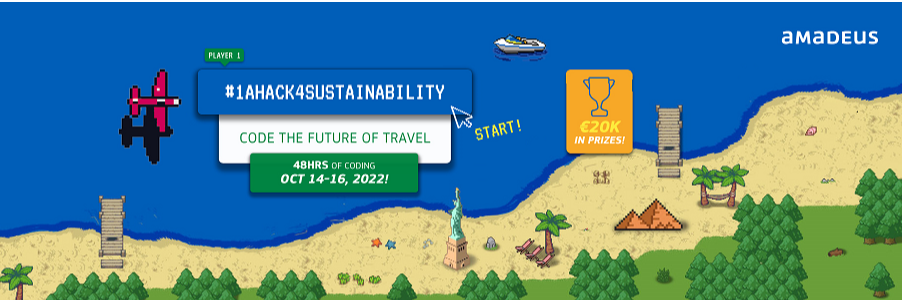 amadeus
PLAYER 1
#1AHACK4SUSTAINABILITY
CODE THE FUTURE OF TRAVEL
START!
48HRS OF CODING
OCT 14-16, 2022!
€20K
IN PRIZES!